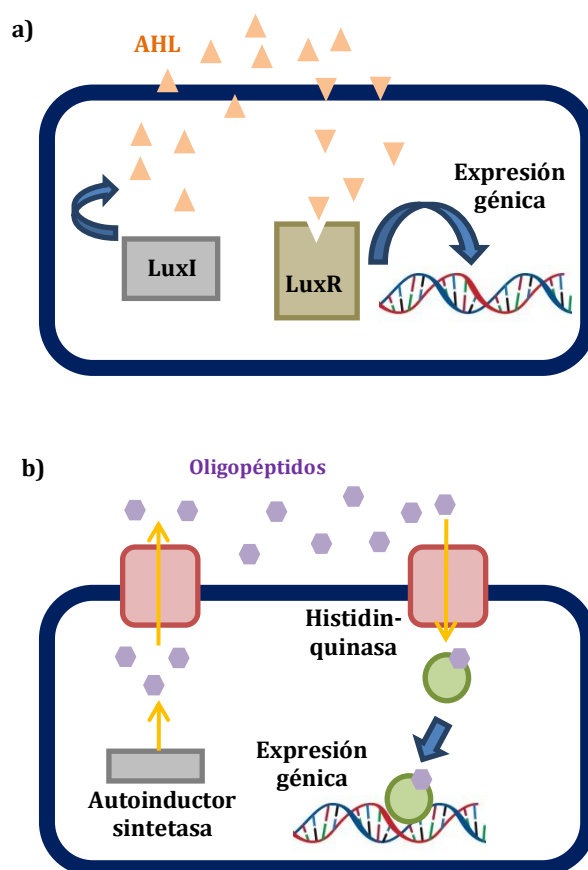 a)
AHL
Expresión
génica
LuxI
LuxR
b)
Oligopéptidos
Histidin-
quinasa
Expresión
génica
Autoinductor
sintetasa